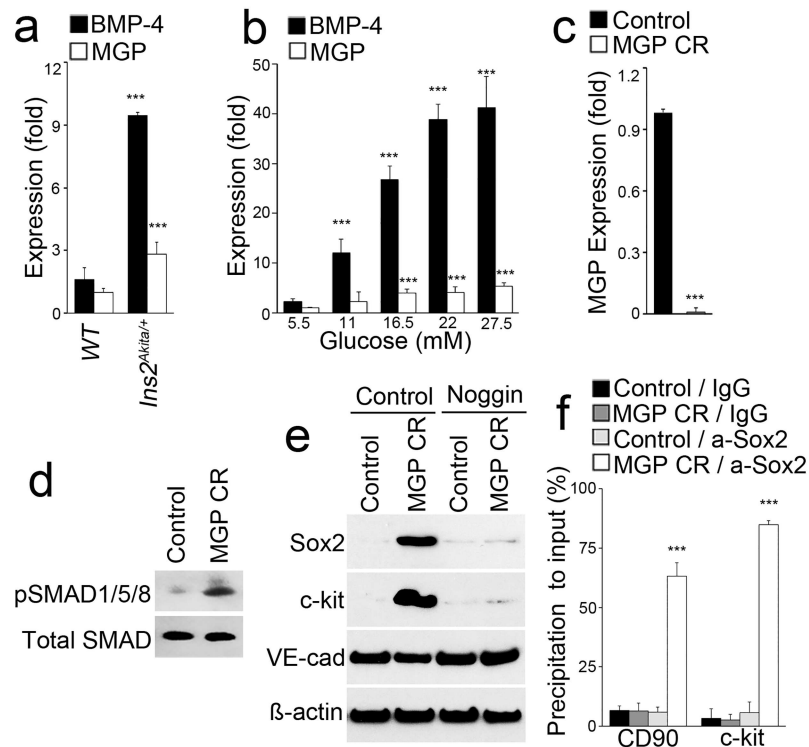 a
BMP-4
MGP
Expression (fold)
12
9
6
3
0
***
***
WT
Ins2Akita/+
b
BMP-4
MGP
Expression (fold)
50
40
30
20
10
0
***
***
***
***
***
***
***
5.5 11 16.5 22 27.5
Glucose (mM)
c
Control
MGP CR
MGP Expression (fold)
1.2
0.9
0.6
0.3
0
***
d
Control
MGP CR
pSMAD1/5/8
Total SMAD
e
Control Noggin
Control MGP CR Control MGP CR
Sox2
c-kit
VE-cad
ß-actin
f
Control / IgG
MGP CR / IgG
Control / a-Sox2
MGP CR / a-Sox2
Precipitation to input (%)
100
75
50
25
0
***
***
CD90 c-kit